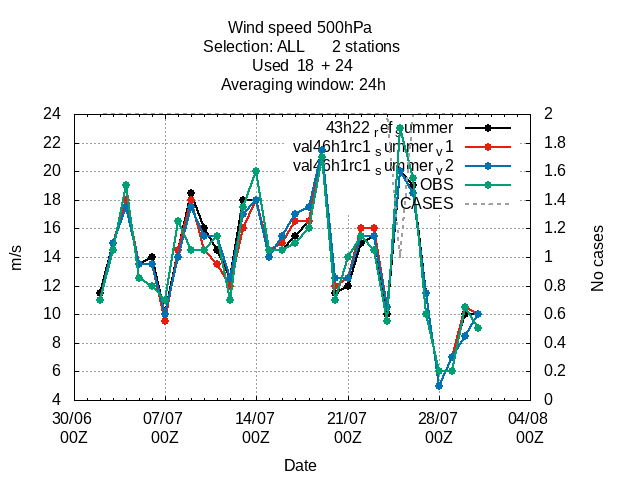 Wind speed 500hPa
Selection: ALL 2 stations
Used 18 + 24
Averaging window: 24h
24 2
22 1.8
20 1.6
18 1.4
16 1.2
14 1
12 0.8
10 0.6
8 0.4
6 0.2
4 0
43h22 ref summer
val46h1rc1 summer v1
val46h1rc1 summer v2
OBS
CASES
m/s
No cases
30/06 07/07 14/07 21/07 28/07 04/08
00Z 00Z 00Z 00Z 00Z 00Z
Date